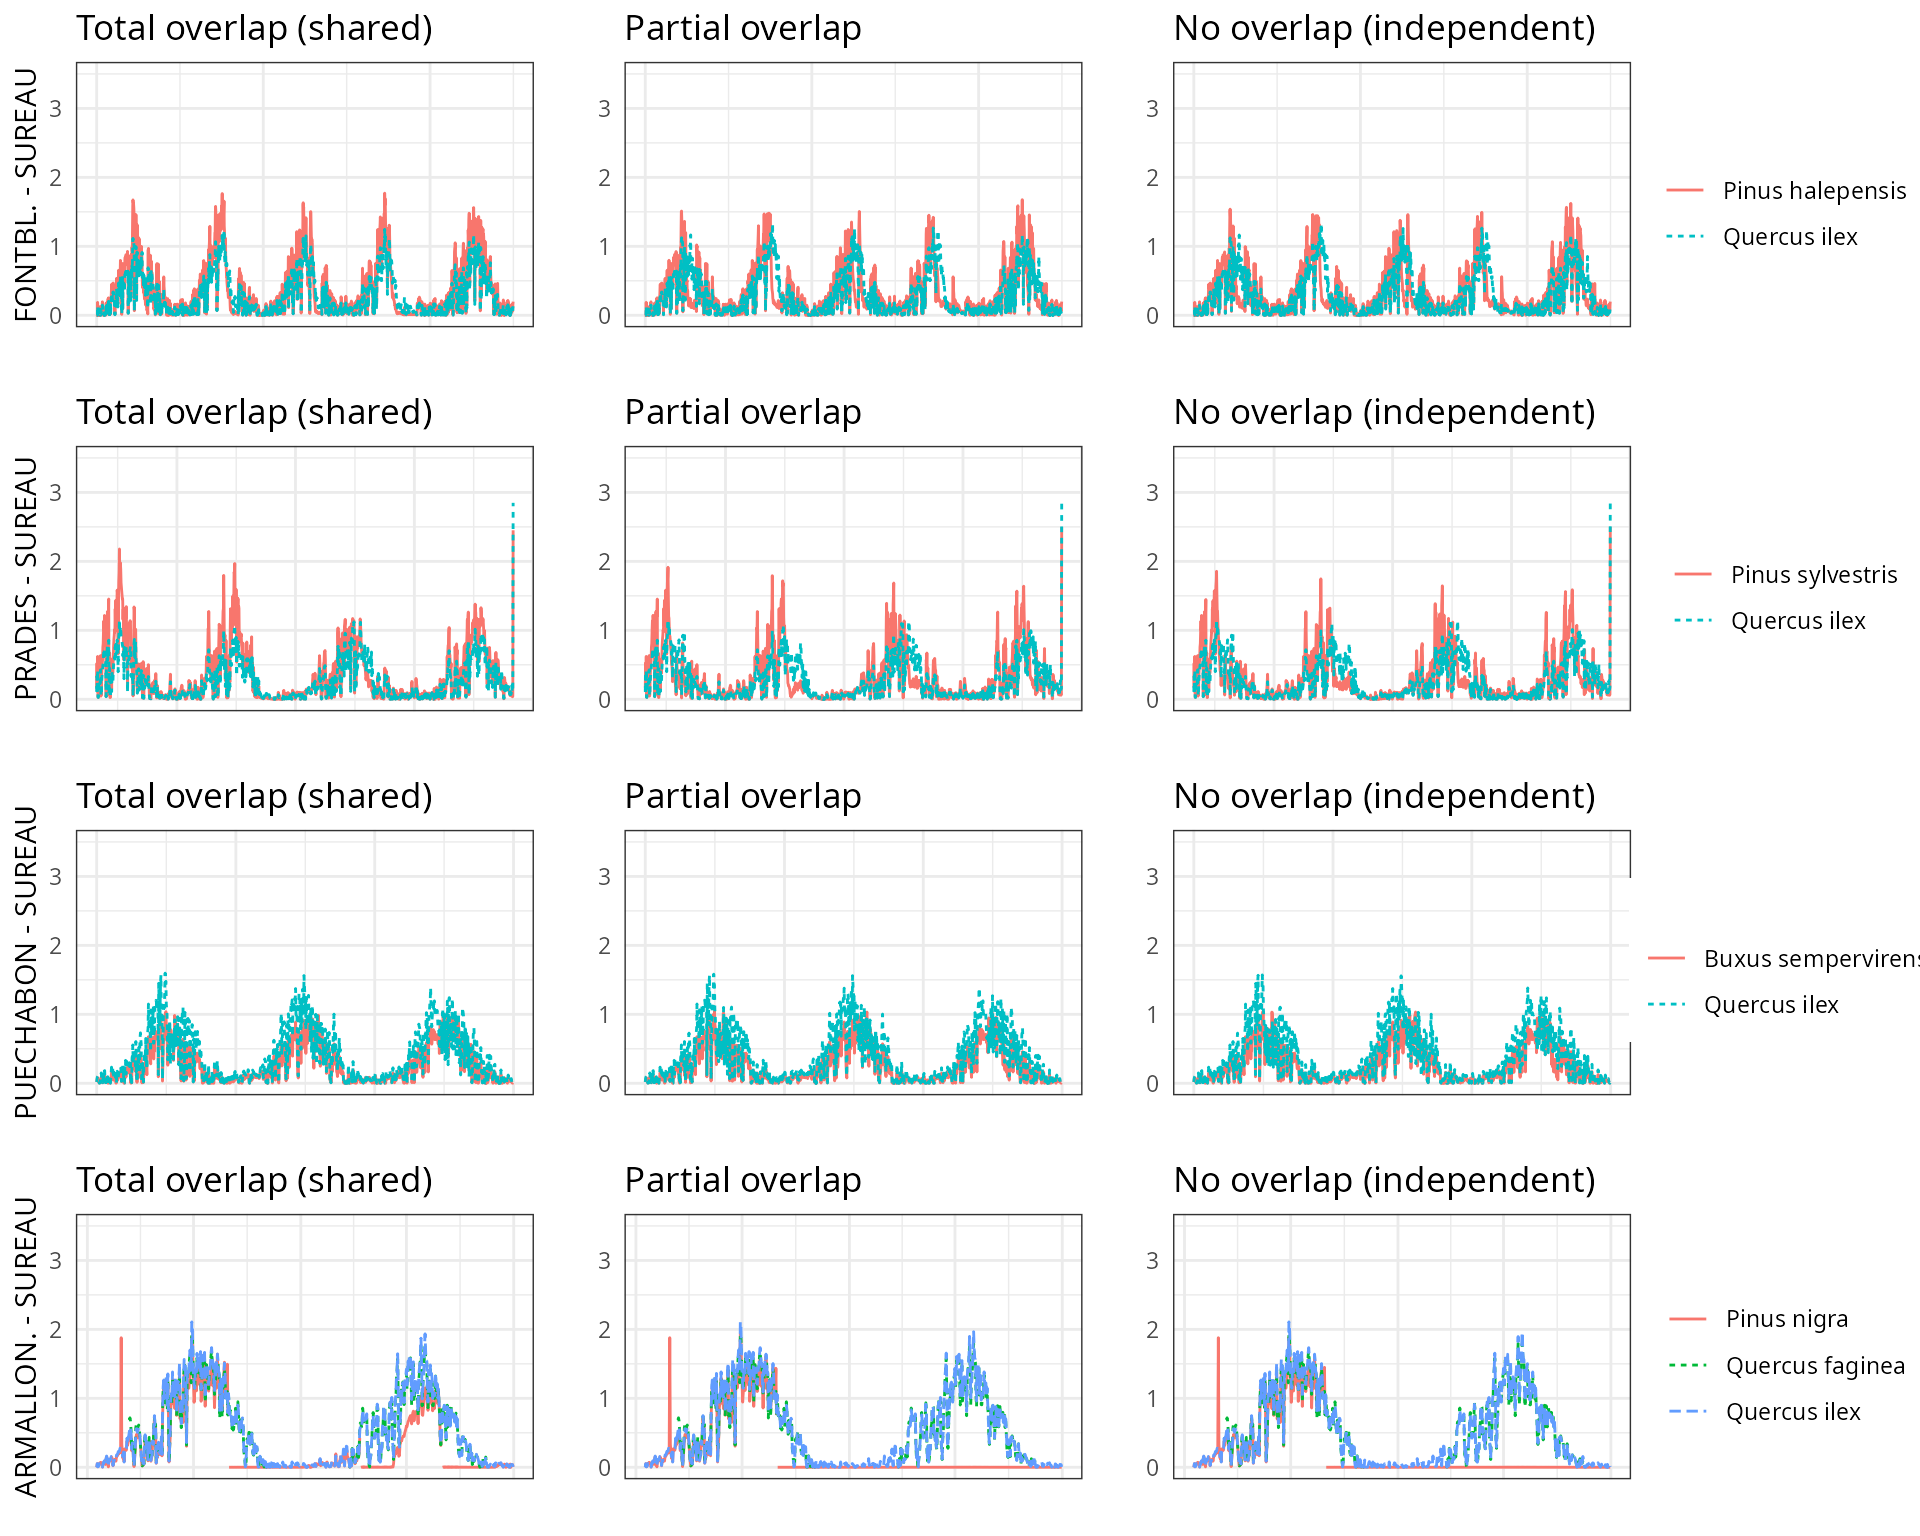 Total overlap (shared) Partial overlap No overlap (independent)
FONTBL. - SUREAU
3 3 3
2 2 2
1 1 1
0 0 0
Pinus halepensis
Quercus ilex
Total overlap (shared) Partial overlap No overlap (independent)
PRADES - SUREAU
3 3 3
2 2 2
1 1 1
0 0 0
Pinus sylvestris
Quercus ilex
Total overlap (shared) Partial overlap No overlap (independent)
PUECHABON - SUREAU
3 3 3
2 2 2
1 1 1
0 0 0
Buxus sempervirens
Quercus ilex
Total overlap (shared) Partial overlap No overlap (independent)
ARMALLON. - SUREAU
3 3 3
2 2 2
1 1 1
0 0 0
Pinus nigra
Quercus faginea
Quercus ilex